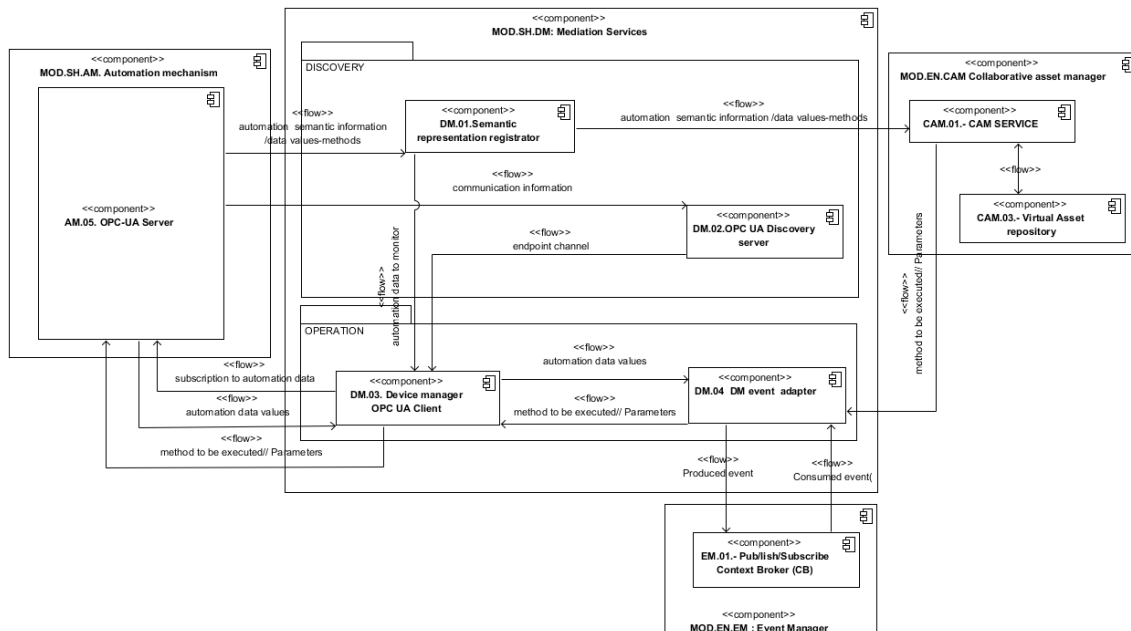 <<component>>
MOD.SH.DM: Mediation Services
<<component>>
MOD.SH.AM. Automation mechanism
<<component>>
AM.05. OPC-UA Server
DISCOVERY
<<flow>>
automation semantic information
/data values-methods
<<component>>
DM.01.Semantic
representation registrator
<<flow>>
automation semantic information /data values-methods
<<component>>
MOD.EN.CAM Collaborative asset manager
<<component>>
CAM.01.- CAM SERVICE
<<flow>>
<<component>>
CAM.03.- Virtual Asset
repository
<<flow>>
communication information
<<component>>
DM.02.OPC UA Discovery
server
<<flow>>
endpoint channel
<<flow>>
automation data to monitor
<<flow>>
method to be executed// Parameters
OPERATION
<<flow>>
automation data values
<<component>>
DM.03. Device manager
OPC UA Client
<<component>>
DM.04 DM event adapter
<<flow>>
method to be executed// Parameters
<<flow>>
subscription to automation data
<<flow>>
automation data values
<<flow>>
method to be executed// Parameters
<<flow>>
Produced event
<<flow>>
Consumed event(
<<component>>
EM.01.- Pub/lish/Subscribe
Context Broker (CB)
<<component>>
MOD.EN.EM : Event Manager